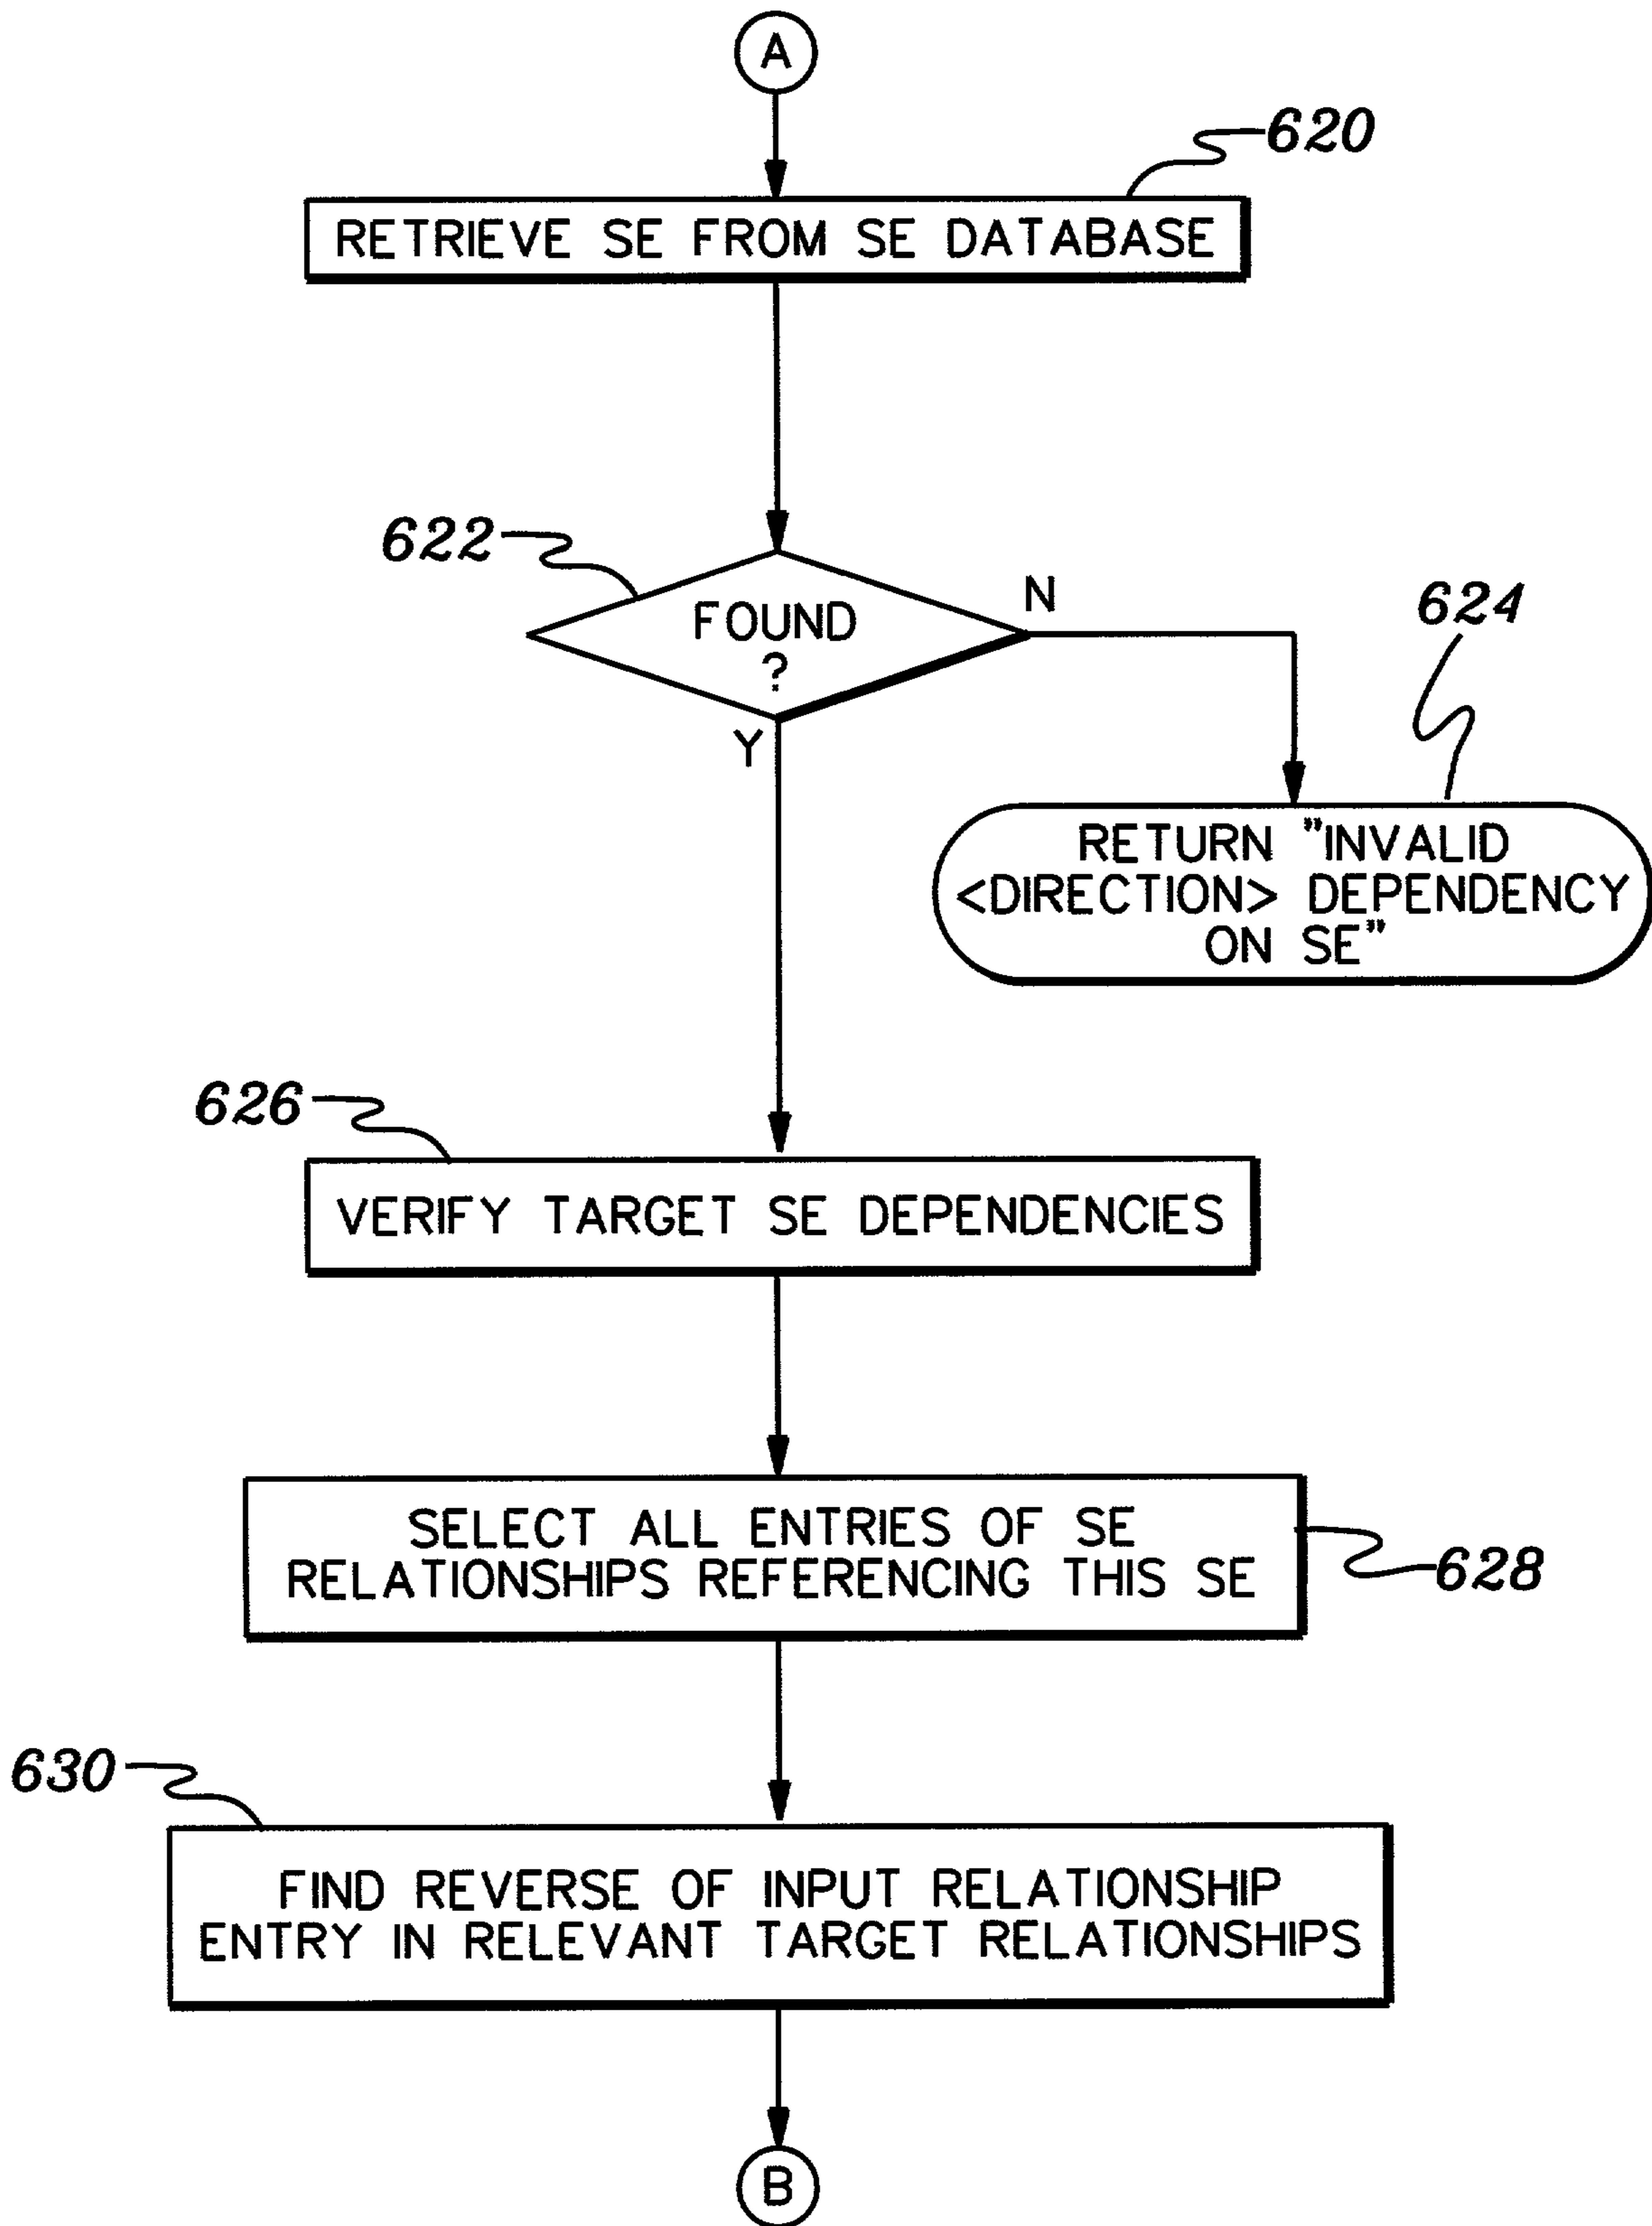 A
620
RETRIEVE SE FROM SE DATABASE
622
FOUND
?
N
Y
624
RETURN "INVALID
<DIRECTION> DEPENDENCY
ON SE"
626
VERIFY TARGET SE DEPENDENCIES
SELECT ALL ENTRIES OF SE
RELATIONSHIPS REFERENCING THIS SE
628
630
FIND REVERSE OF INPUT RELATIONSHIP
ENTRY IN RELEVANT TARGET RELATIONSHIPS
B